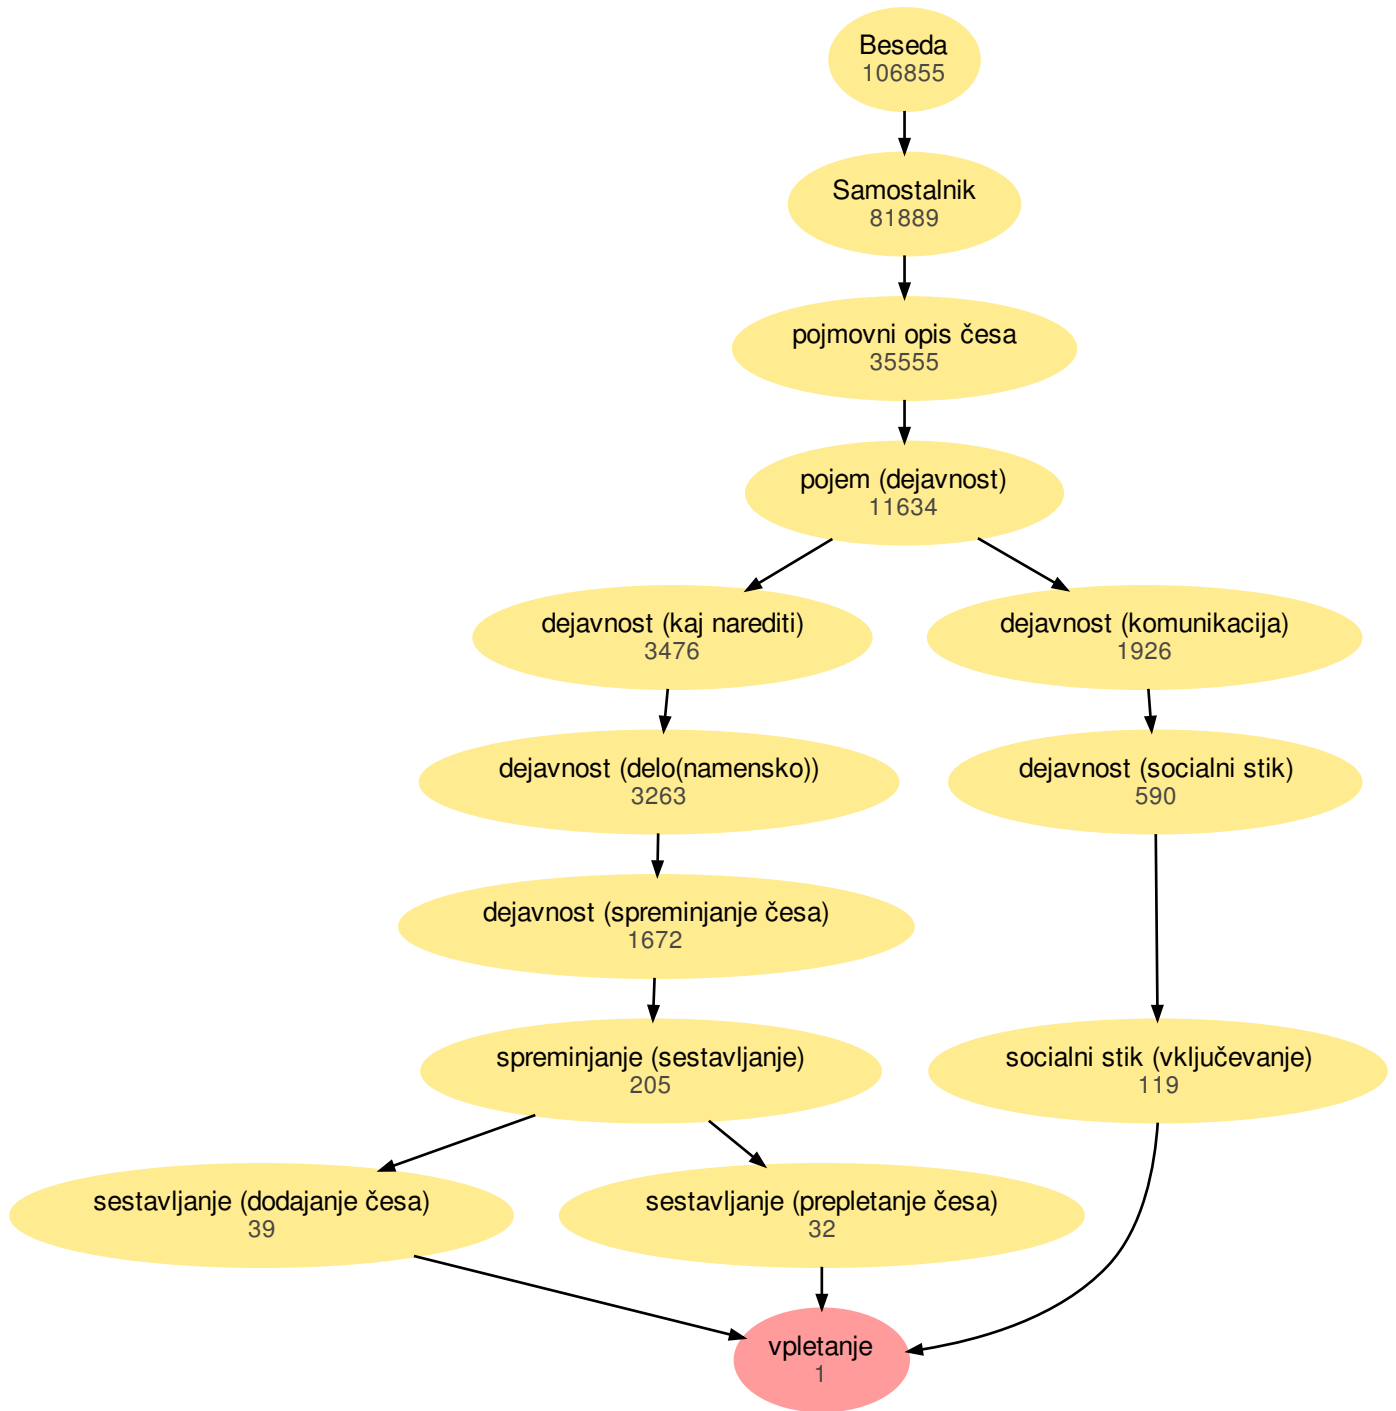 Beseda
106855
Samostalnik
81889
pojmovni opis česa
35555
pojem (dejavnost)
11634
dejavnost (kaj narediti)
3476
dejavnost (komunikacija)
1926
dejavnost (delo(namensko))
3263
dejavnost (socialni stik)
590
dejavnost (spreminjanje česa)
1672
spreminjanje (sestavljanje)
205
socialni stik (vključevanje)
119
sestavljanje (dodajanje česa)
39
sestavljanje (prepletanje česa)
32
vpletanje
1